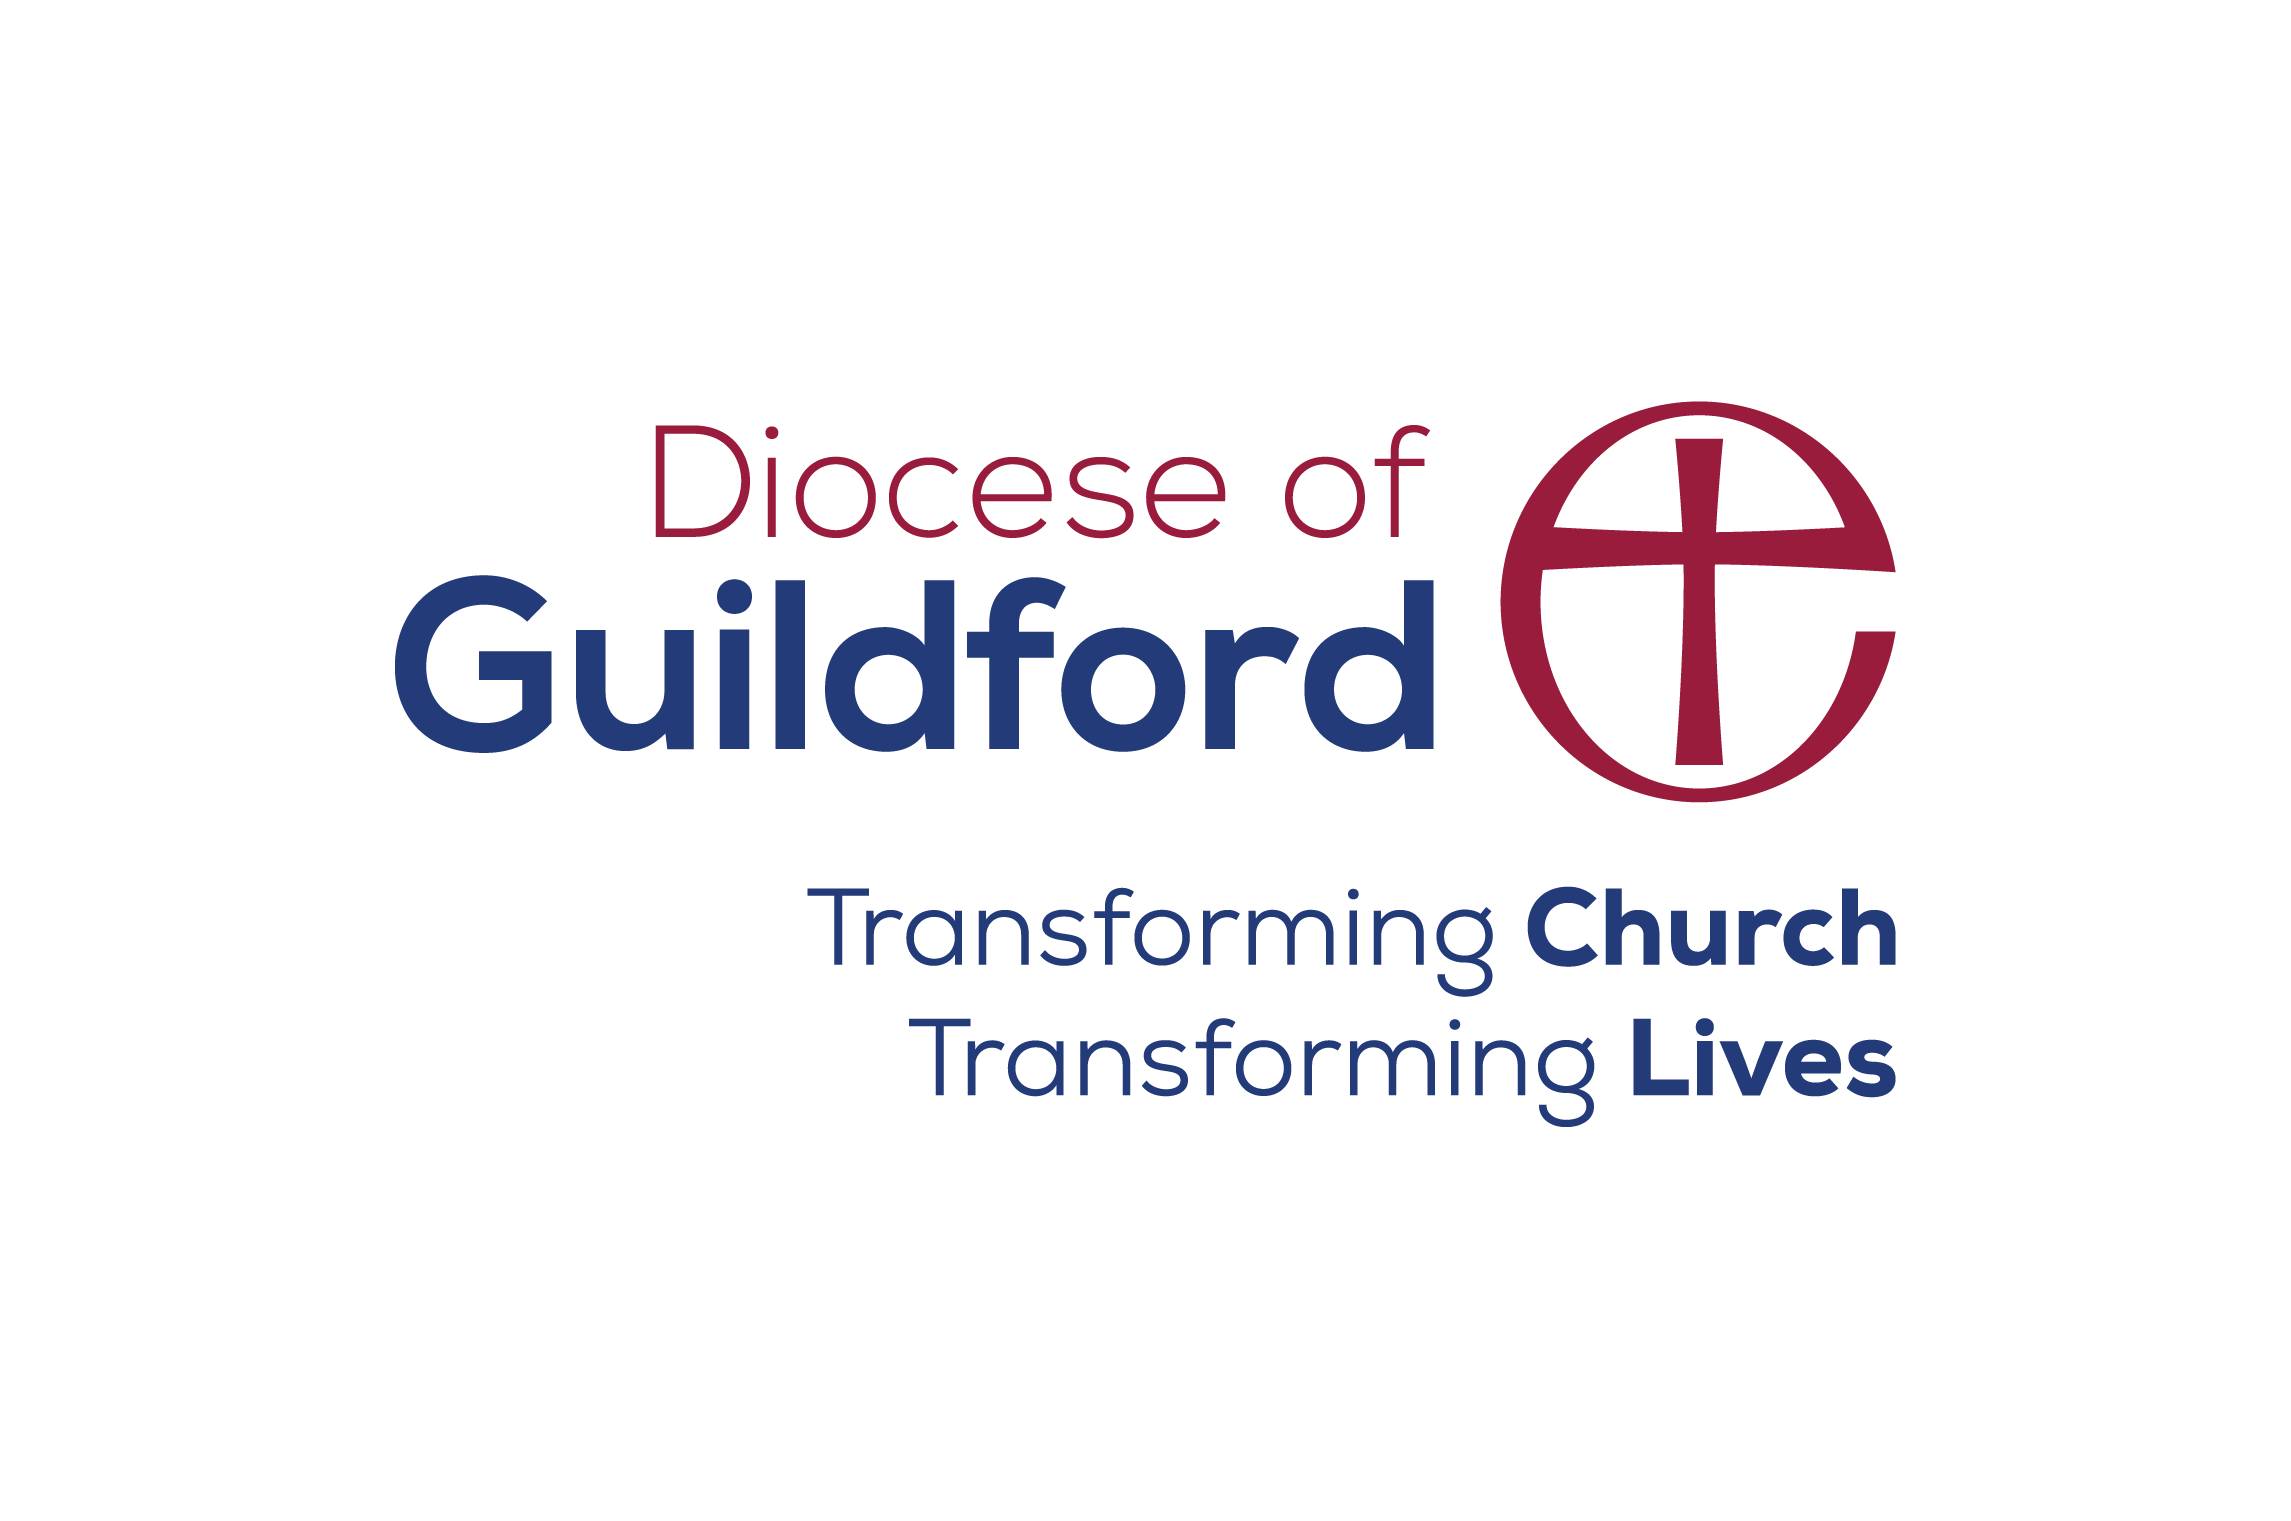 Diocese of
Guildford
Transforming Church
Transforming Lives